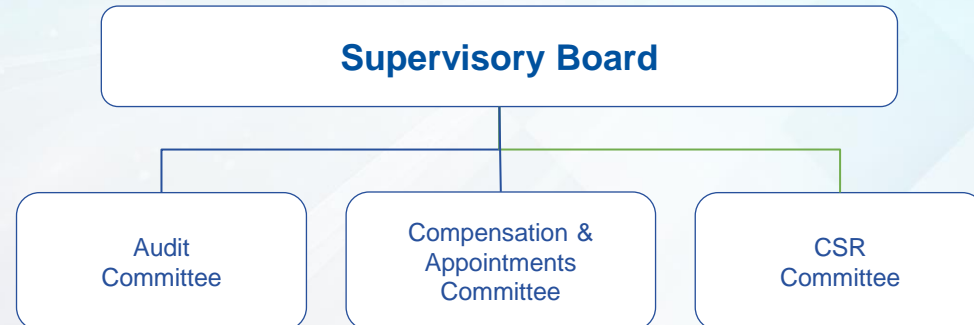 Supervisory Board
Audit
Committee
Compensation &
Appointments
Committee
CSR
Committee